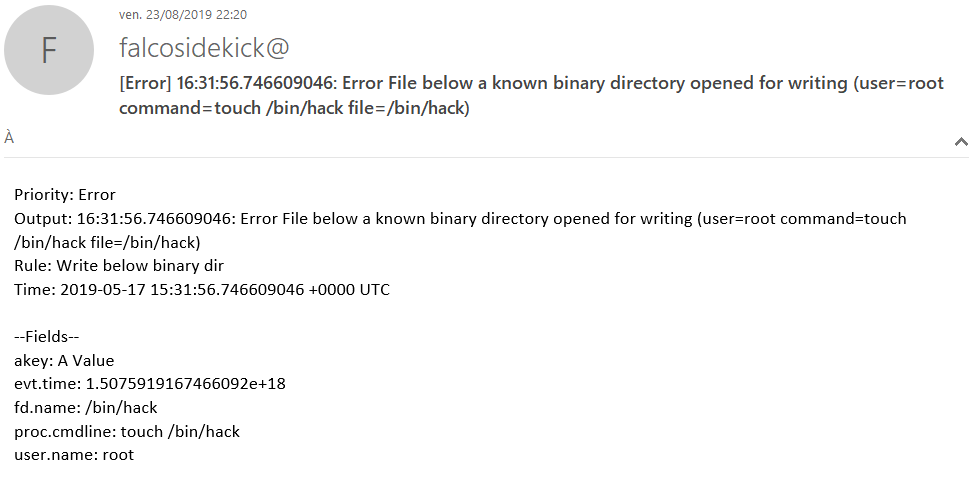 F
ven. 23/08/2019 22:20
falcosidekick@
[Error] 16:31:56.746609046: Error File below a known binary directory opened for writing (user=root
command=touch /bin/hack file=/bin/hack)
À
Priority: Error
Output: 16:31:56.746609046: Error File below a known binary directory opened for writing (user=root command=touch
/bin/hack file=/bin/hack)
Rule: Write below binary dir
Time: 2019-05-17 15:31:56.746609046 +0000 UTC
--Fields--
akey: A Value
evt.time: 1.5075919167466092e+18
fd.name: /bin/hack
proc.cmdline: touch /bin/hack
user.name: root